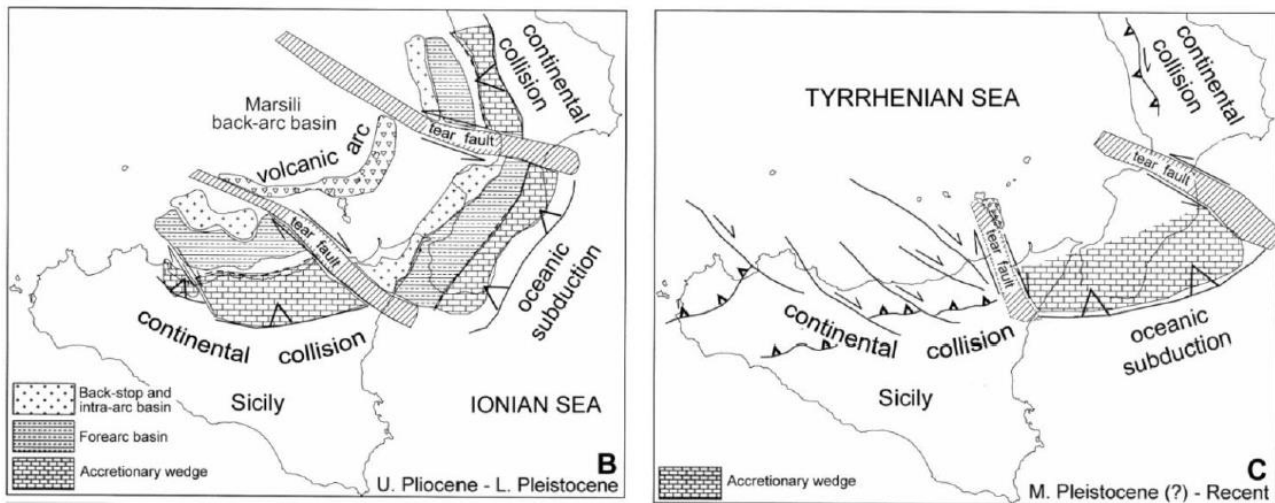 continental
collision
Marsili
back-arc basin
tear fault
volcanic arc
tear fault
oceanic
subduction
continental collision
Back-stop and
intra-arc basin
Sicily
IONIAN SEA
Forearc basin
Accretionary wedge
B
U. Pliocene - L. Pleistocene
continental
collision
TYRRHENIAN SEA
tear fault
tear fault
continental collision
oceanic
subduction
Sicily
Accretionary wedge
C
M. Pleistocene (?) - Recent